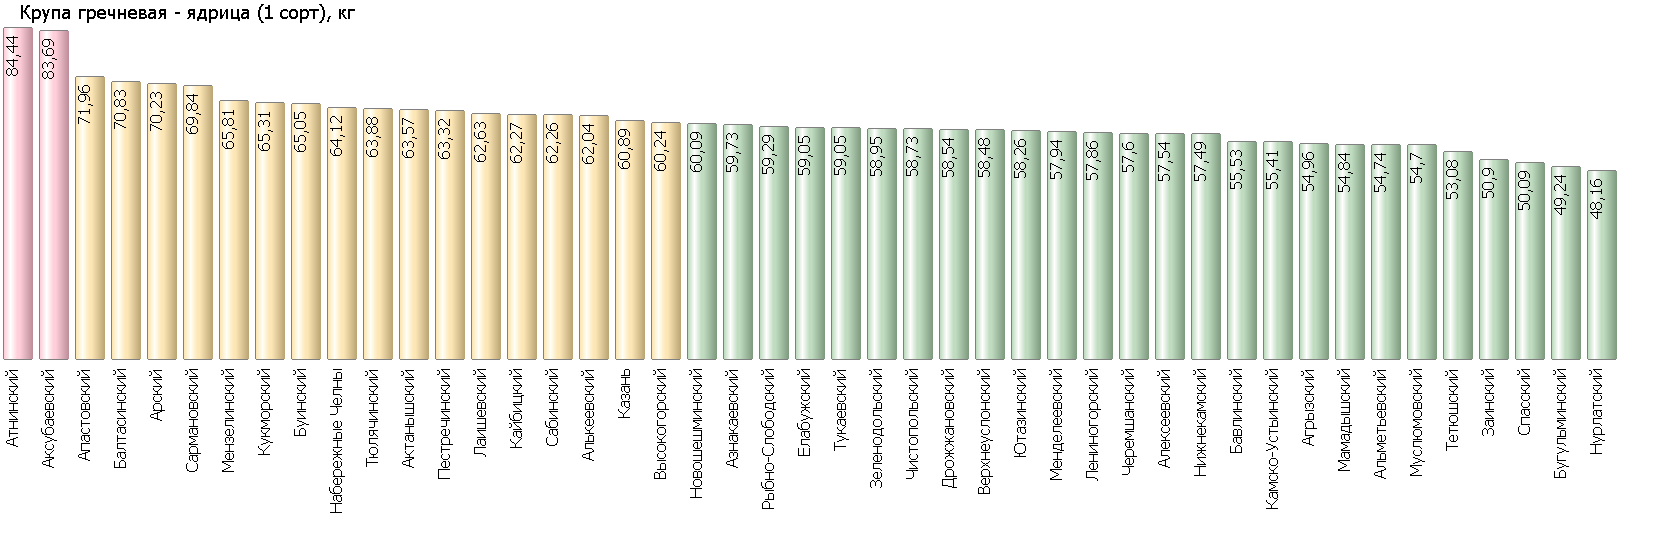 Крупа гречневая - ядрица (1 сорт), кг
84,44
83,69
71,96
70,83
70,23
69,84
65,81
65,31
65,05
64,12
63,88
63,57
63,32
62,63
62,27
62,26
62,04
60,89
60,24
60,09
59,73
59,29
59,05
59,05
58,95
58,73
58,54
58,48
58,26
57,94
57,86
57,6
57,54
57,49
55,53
55,41
54,96
54,84
54,74
54,7
53,08
50,9
50,09
49,24
48,16
Атнинский
Аксубаевский
Апастовский
Балтасинский
Арский
Сармановский
Мензелинский
Кукморский
Буинский
Набережные Челны
Тюлячинский
Актанышский
Пестречинский
Лаишевский
Кайбицкий
Сабинский
Алькеевский
Казань
Высокогорский
Новошешминский
Азнакаевский
Рыбно-Слободский
Елабужский
Тукаевский
Зеленодольский
Чистопольский
Дрожжановский
Верхнеуслонский
Ютазинский
Менделеевский
Лениногорский
Черемшанский
Алексеевский
Нижнекамский
Бавлинский
Камско-Устьинский
Агрызский
Мамадышский
Альметьевский
Муслюмовский
Тетюшский
Заинский
Спасский
Бугульминский
Нурлатский